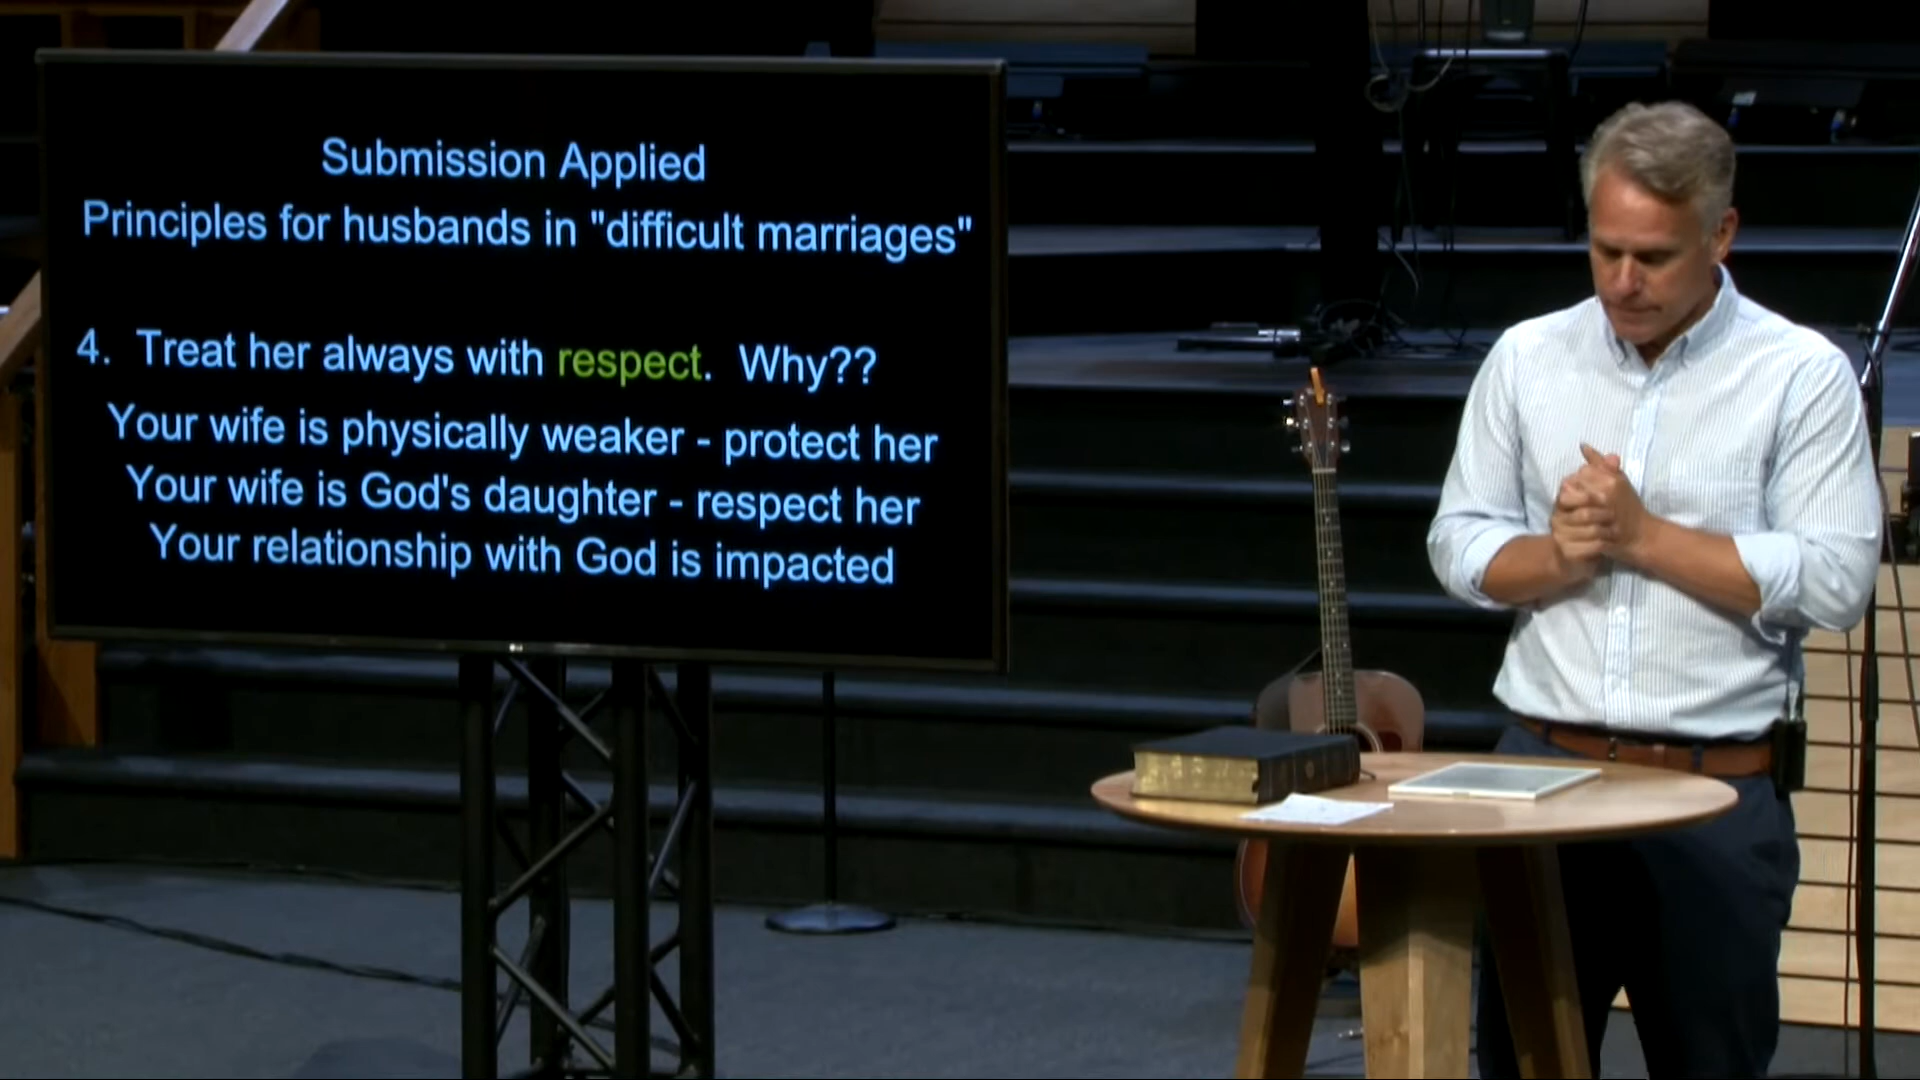 Submission Applied
Principles for husbands in "difficult marriages"
4. Treat her always with respect. Why??
Your wife is physically weaker - protect her
Your wife is God's daughter - respect her
Your relationship with God is impacted